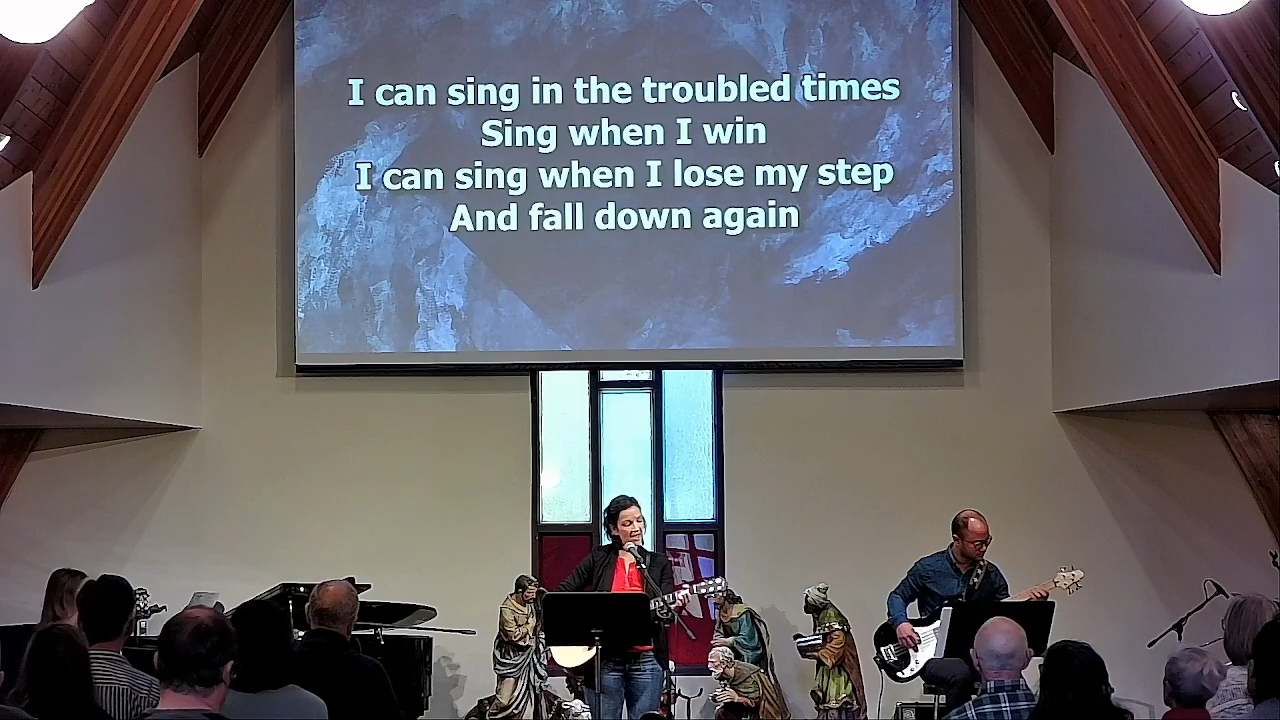 I can sing in the troubled times
Sing when I win
I can sing when I lose my step
And fall down again